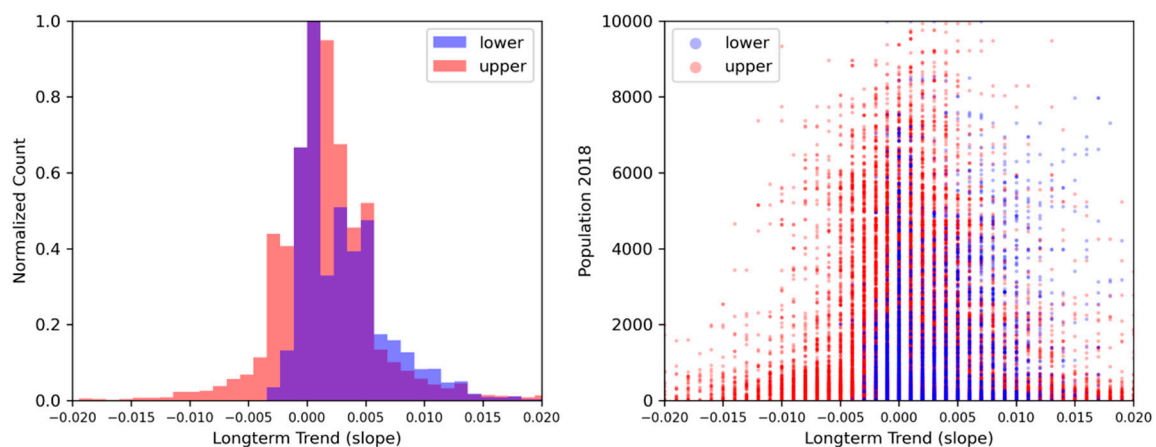 1.0
0.8
0.6
0.4
0.2
0.0
Normalized Count
lower
upper
−0.020 −0.015 −0.010 −0.005 0.000 0.005 0.010 0.015 0.020
Longterm Trend (slope)
10000
8000
6000
4000
2000
0
Population 2018
lower
upper
−0.020 −0.015 −0.010 −0.005 0.000 0.005 0.010 0.015 0.020
Longterm Trend (slope)